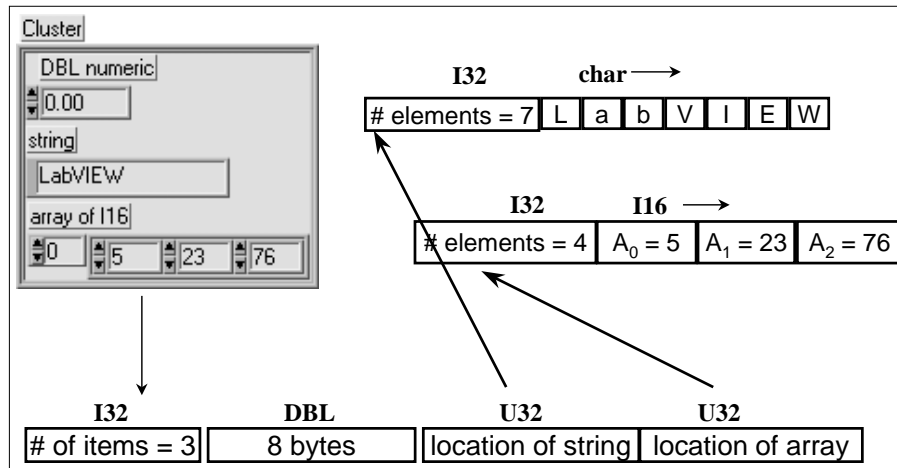 Cluster
DBL numeric
0.00
string
LabVIEW
array of I16
0 5 23 76
I32 char
# elements = 7 L a b V I E W
I32 I16
# elements = 4 A0 = 5 A1 = 23 A2 = 76
I32 DBL U32 U32
# of items = 3 8 bytes location of string location of array